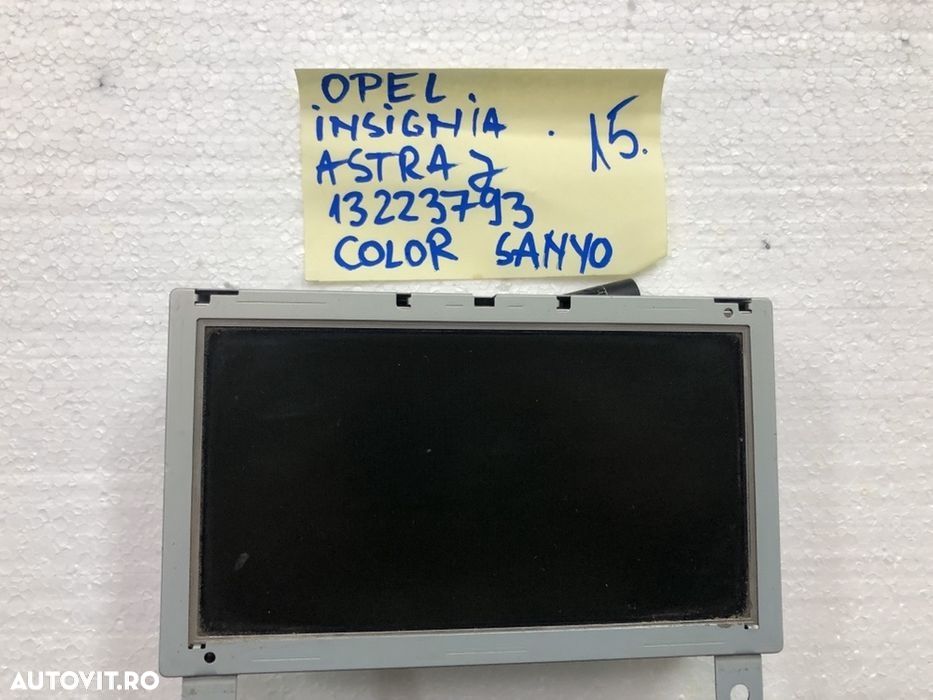 OPEL.
iNSiGNiA . 15.
ASTRA J
13223793
COLOR SANYO
AUTOVIT.RO